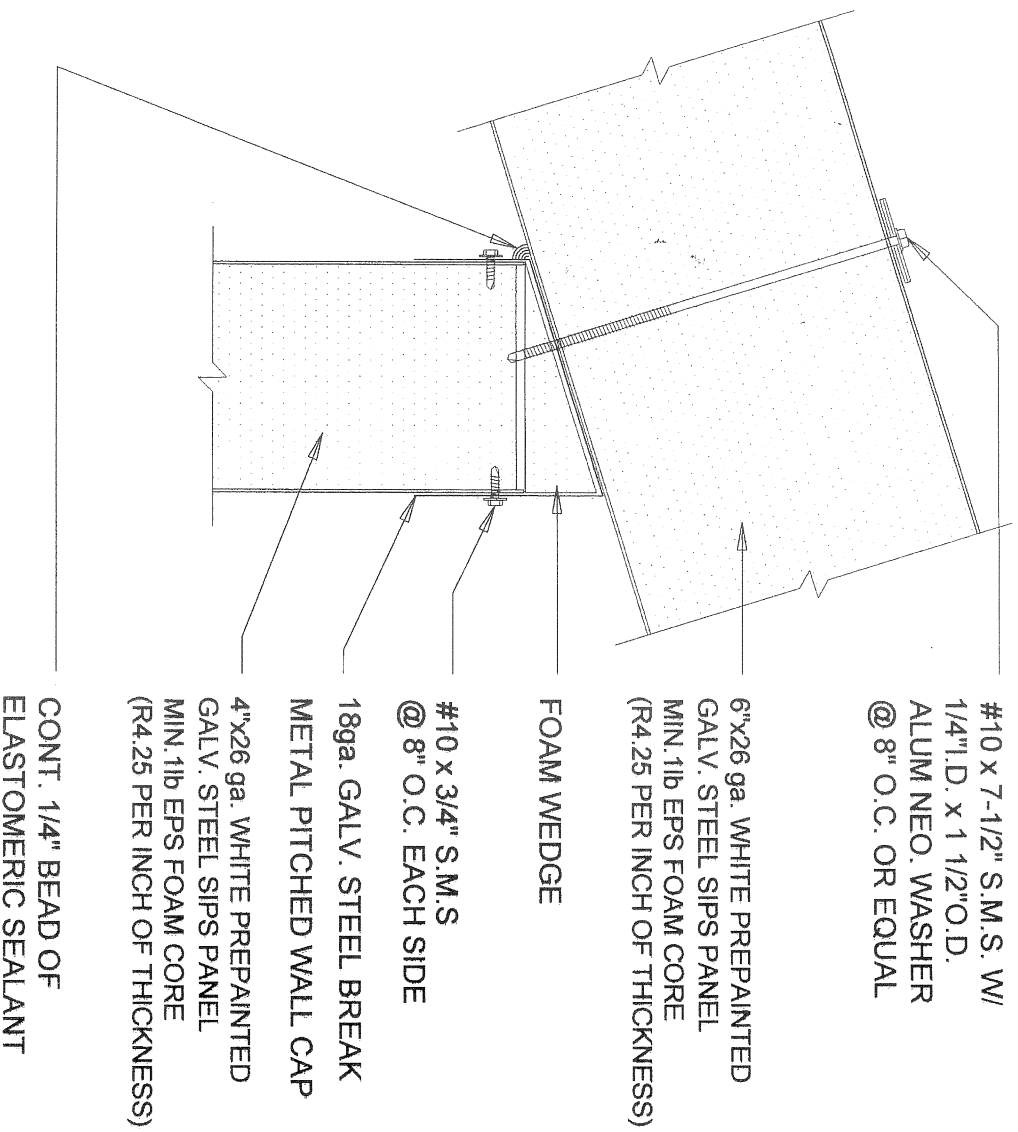 #10 x 7-1/2" S.M.S. W/
1/4"I.D. x 1 1/2"O.D.
ALUM NEO. WASHER
@ 8" O.C. OR EQUAL
6"x26 ga. WHITE PREPAINTED
GALV. STEEL SIPS PANEL
MIN.1lb EPS FOAM CORE
(R4.25 PER INCH OF THICKNESS)
FOAM WEDGE
#10 x 3/4" S.M.S
@ 8" O.C. EACH SIDE
18ga. GALV. STEEL BREAK
METAL PITCHED WALL CAP
4"x26 ga. WHITE PREPAINTED
GALV. STEEL SIPS PANEL
MIN.1lb EPS FOAM CORE
(R4.25 PER INCH OF THICKNESS)
CONT. 1/4" BEAD OF
ELASTOMERIC SEALANT